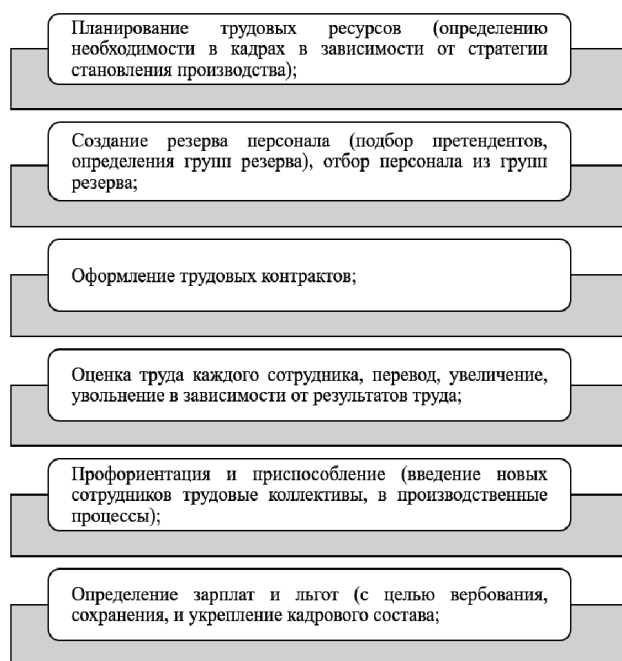 Планирование трудовых ресурсов (определению
необходимости в кадрах в зависимости от стратегии
становления производства);
Создание резерва персонала (подбор претендентов,
определения групп резерва), отбор персонала из групп
резерва;
Оформление трудовых контрактов;
Оценка труда каждого сотрудника, перевод, увеличение,
увольнение в зависимости от результатов труда;
Профориентация и приспособление (введение новых
сотрудников трудовые коллективы, в производственные
процессы);
Определение зарплат и льгот (с целью вербования,
сохранения, и укрепление кадрового состава;